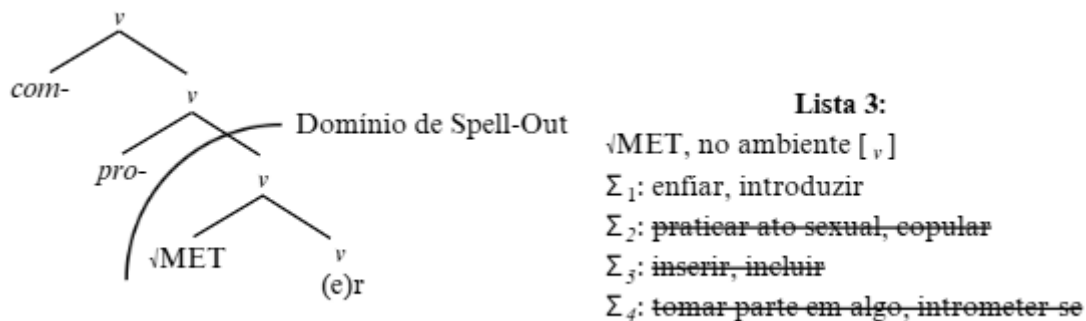 v
com-
v
Domínio de Spell-Out
pro-
v
√MET
v
(e)r
Lista 3:
√MET, no ambiente [ v ]
Σ1: enfiar, introduzir
Σ2: praticar ato sexual, copular
Σ3: inserir, incluir
Σ4: tomar parte em algo, intrometer se